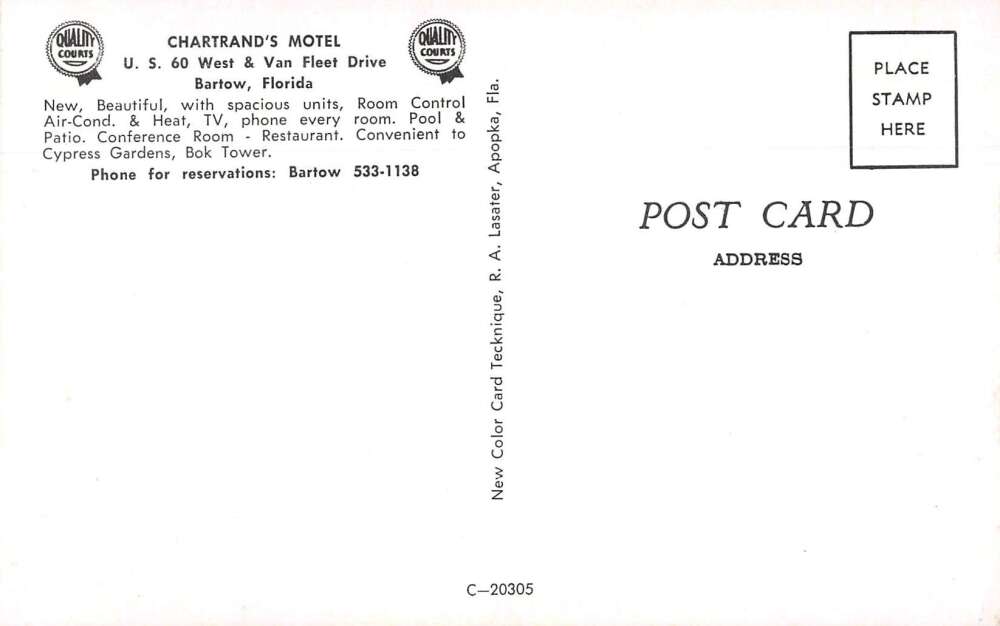 QUALITY
COURTS
QUALITY
COURTS
CHARTRAND'S MOTEL
U. S. 60 West & Van Fleet Drive
Bartow, Florida
New, Beautiful, with spacious units, Room Control
Air-Cond. & Heat, TV, phone every room. Pool &
Patio. Conference Room - Restaurant. Convenient to
Cypress Gardens, Bok Tower.
Phone for reservations: Bartow 533-1138
New Color Card Tecknique, R. A. Lasater, Apopka, Fla.
PLACE
STAMP
HERE
POST CARD
ADDRESS
C—20305